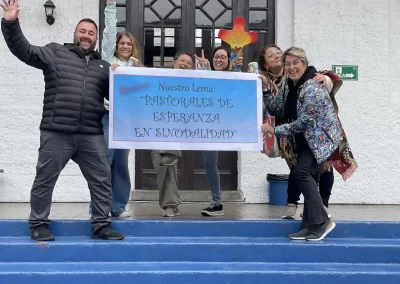 Nuestro Lema:
"PASTORALES DE
ESPERANZA
EN SINODALIDAD"